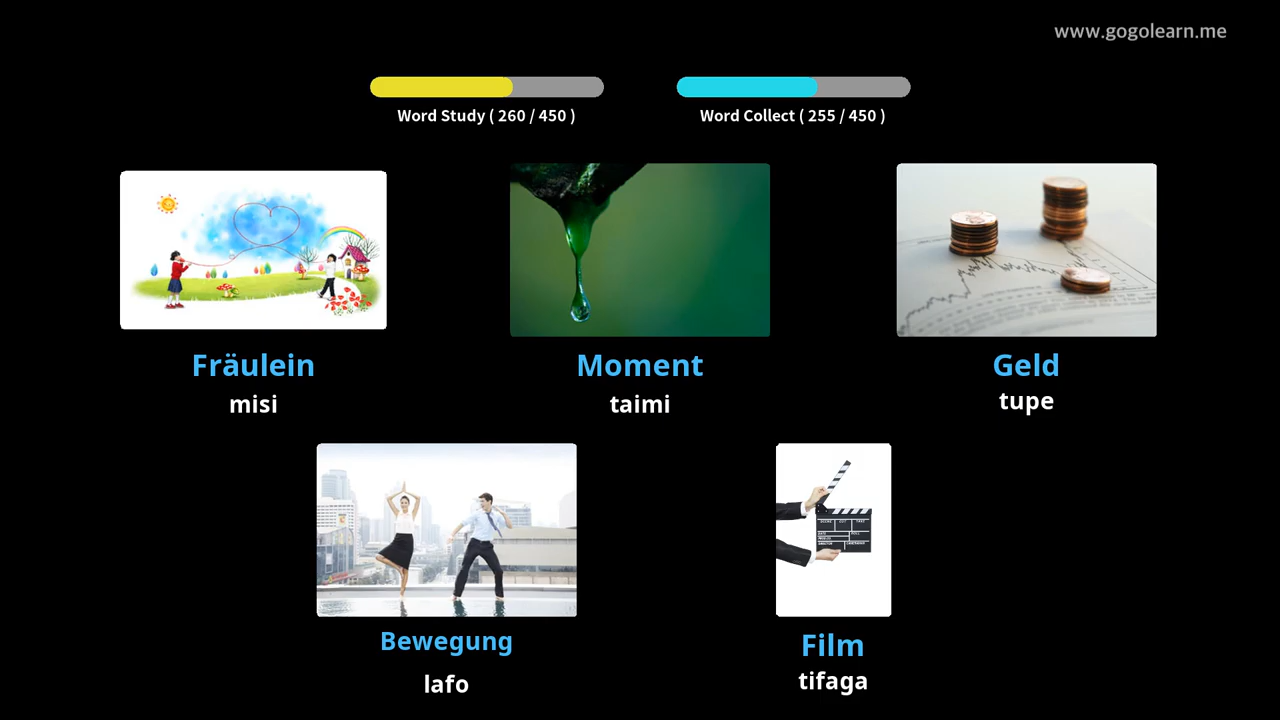 www.gogolearn.me
Word Study ( 260 / 450 )
Word Collect ( 255 / 450 )
Fräulein
misi
Moment
taimi
Geld
tupe
Bewegung
lafo
Film
tifaga